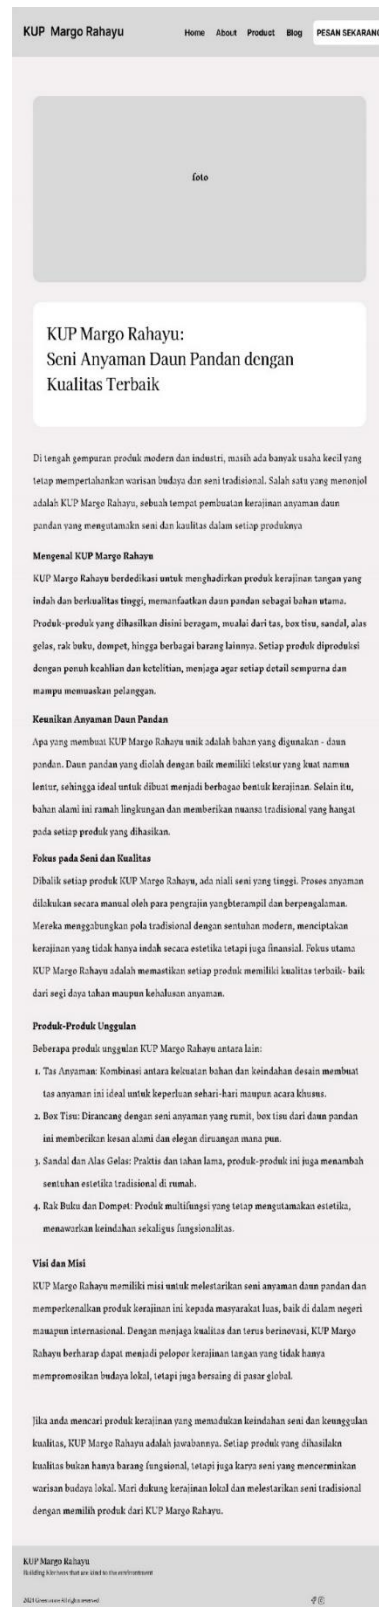 KUP Margo Rahayu
Home About Product Blog PESAN SEKARANG
foto
KUP Margo Rahayu:
Seni Anyaman Daun Pandan dengan
Kualitas Terbaik
Di tengah gempuran produk modern dan industri, masih ada banyak usaha kecil yang
tetap mempertahankan warisan budaya dan seni tradisional. Salah satu yang menonjol
adalah KUP Margo Rahayu, sebuah tempat pembuatan kerajinan anyaman daun
pandan yang mengutamakn seni dan kaulitas dalam setiap produknya
Mengenal KUP Margo Rahayu
KUP Margo Rahayu berdedikasi untuk menghadirkan produk kerajinan tangan yang
indah dan berkualitas tinggi, memanfaatkan daun pandan sebagai bahan utama.
Produk-produk yang dihasilkan disini beragam, mualai dari tas, box tisu, sandal, alas
gelas, rak buku, dompet, hingga berbagai barang lainnya. Setiap produk diproduksi
dengan penuh keahlian dan ketelitian, menjaga agar setiap detail sempurna dan
mampu memuaskan pelanggan.
Keunikan Anyaman Daun Pandan
Apa yang membuat KUP Margo Rahayu unik adalah bahan yang digunakan - daun
pandan. Daun pandan yang diolah dengan baik memiliki tekstur yang kuat namun
lentur, sehingga ideal untuk dibuat menjadi berbagao bentuk kerajinan. Selain itu,
bahan alami ini ramah lingkungan dan memberikan nuansa tradisional yang hangat
pada setiap produk yang dihasikan.
Fokus pada Seni dan Kualitas
Dibalik setiap produk KUP Margo Rahayu, ada niali seni yang tinggi. Proses anyaman
dilakukan secara manual oleh para pengrajin yangbterampil dan berpengalaman.
Mereka menggabungkan pola tradisional dengan sentuhan modern, menciptakan
kerajinan yang tidak hanya indah secara estetika tetapi juga finansial. Fokus utama
KUP Margo Rahayu adalah memastikan setiap produk memiliki kualitas terbaik- baik
dari segi daya tahan maupun kehalusan anyaman.
Produk-Produk Unggulan
Beberapa produk unggulan KUP Margo Rahayu antara lain:
1. Tas Anyaman: Kombinasi antara kekuatan bahan dan keindahan desain membuat
tas anyaman ini ideal untuk keperluan sehari-hari maupun acara khusus.
2. Box Tisu: Dirancang dengan seni anyaman yang rumit, box tisu dari daun pandan
ini memberikan kesan alami dan elegan diruangan mana pun.
3. Sandal dan Alas Gelas: Praktis dan tahan lama, produk-produk ini juga menambah
sentuhan estetika tradisional di rumah.
4. Rak Buku dan Dompet: Produk multifungsi yang tetap mengutamakan estetika,
menawarkan keindahan sekaligus fungsionalitas.
Visi dan Misi
KUP Margo Rahayu memiliki misi untuk melestarikan seni anyaman daun pandan dan
memperkenalkan produk kerajinan ini kepada masyarakat luas, baik di dalam negeri
mauapun internasional. Dengan menjaga kualitas dan terus berinovasi, KUP Margo
Rahayu berharap dapat menjadi pelopor kerajinan tangan yang tidak hanya
mempromosikan budaya lokal, tetapi juga bersaing di pasar global.
Jika anda mencari produk kerajinan yang memadukan keindahan seni dan keunggulan
kualitas, KUP Margo Rahayu adalah jawabannya. Setiap produk yang dihasilakn
kualitas bukan hanya barang fungsional, tetapi juga karya seni yang mencerminkan
warisan budaya lokal. Mari dukung kerajinan lokal dan melestarikan seni tradisional
dengan memilih produk dari KUP Margo Rahayu.
KUP Margo Rahayu
that are kind to the environtment
2021 All rights reserved